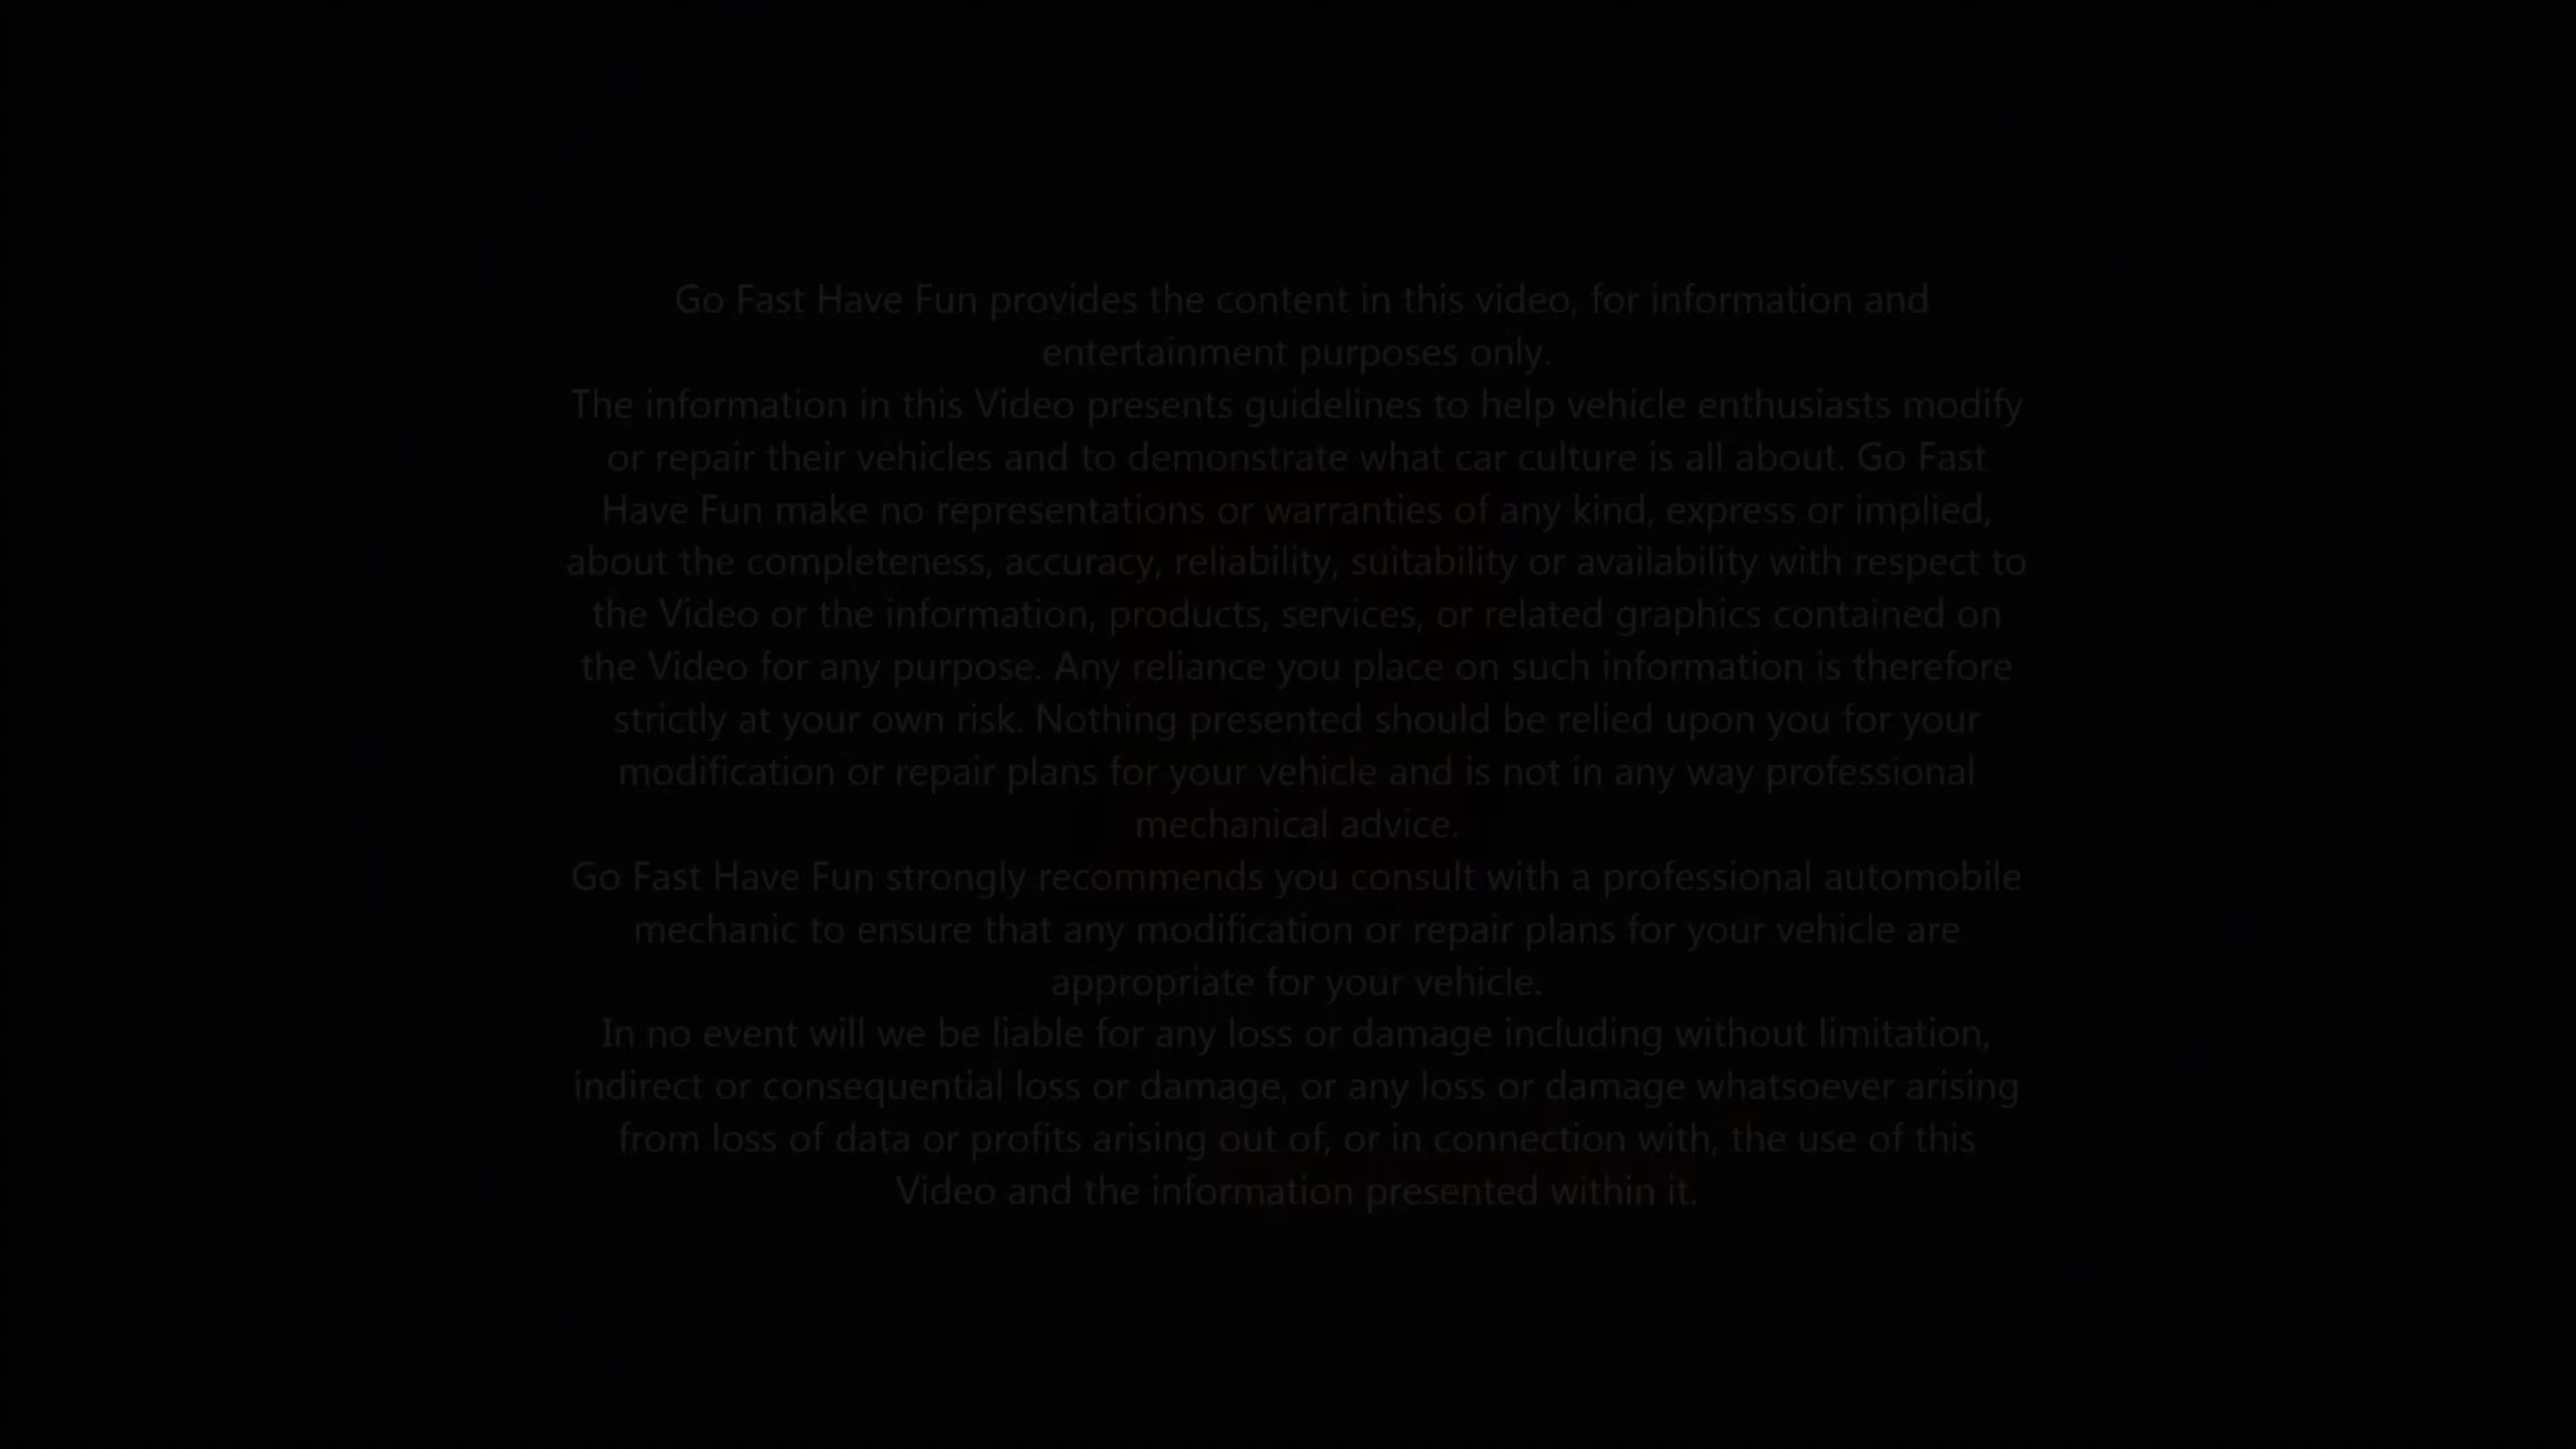 Go Fast Have Fun provides the content in this video, for information and
entertainment purposes only.
The information in this Video presents guidelines to help vehicle enthusiasts modify
or repair their vehicles and to demonstrate what car culture is all about. Go Fast
Have Fun make no representations or warranties of any kind, express or implied,
about the completeness, accuracy, reliability, suitability or availability with respect to
the Video or the information, products, services, or related graphics contained on
the Video for any purpose. Any reliance you place on such information is therefore
strictly at your own risk. Nothing presented should be relied upon you for your
modification or repair plans for your vehicle and is not in any way professional
mechanical advice.
Go Fast Have Fun strongly recommends you consult with a professional automobile
mechanic to ensure that any modification or repair plans for your vehicle are
appropriate for your vehicle.
In no event will we be liable for any loss or damage including without limitation,
indirect or consequential loss or damage, or any loss or damage whatsoever arising
from loss of data or profits arising out of, or in connection with, the use of this
Video and the information presented within it.